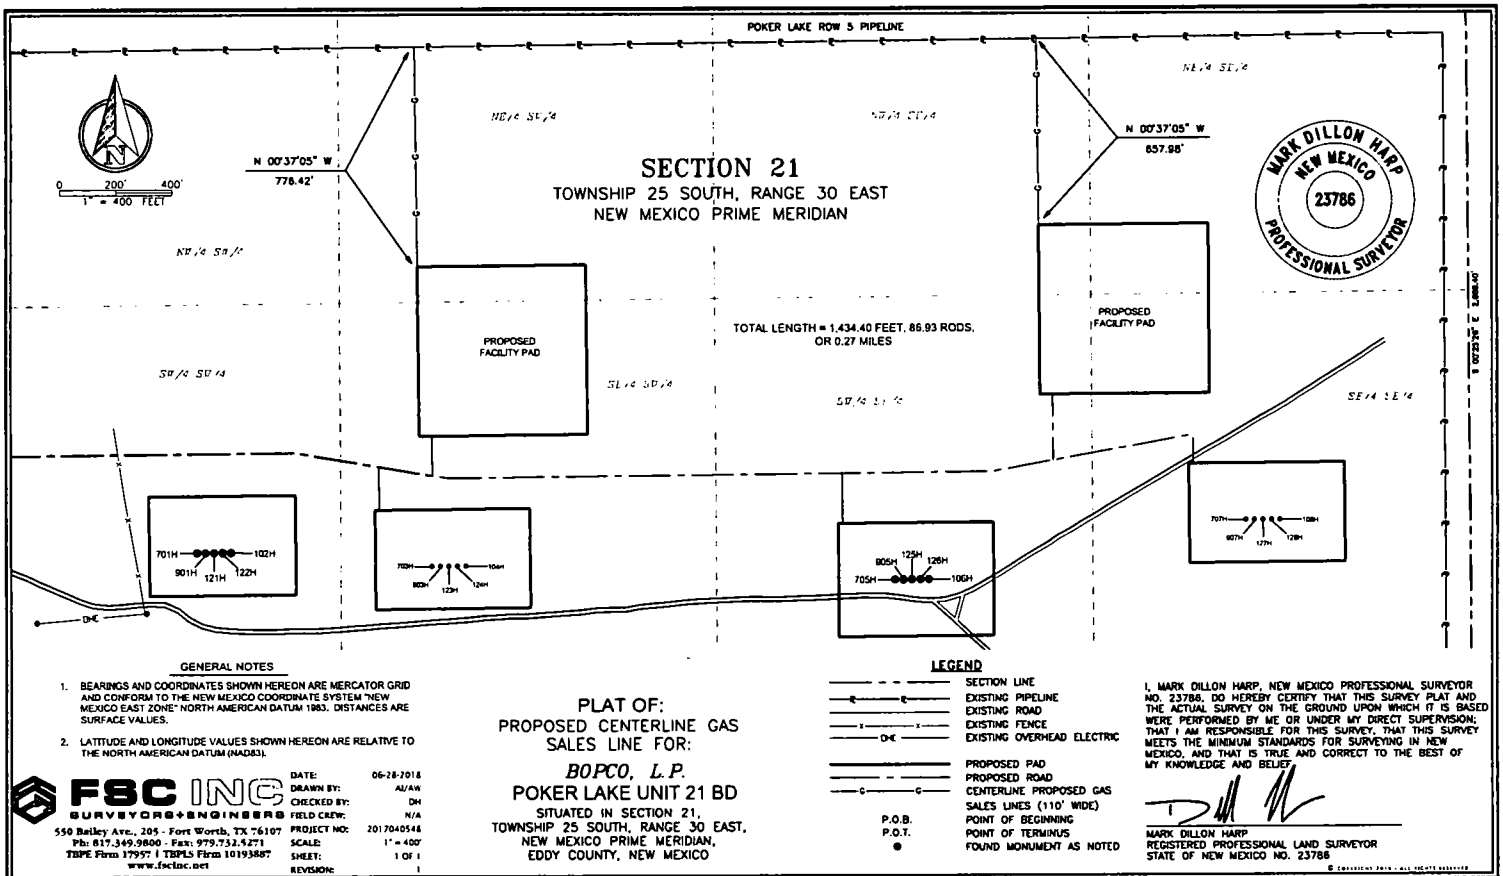 POKER LAKE ROW 5 PIPELINE
NE/4 SW/4
NW/4 SE/4
NE/4 SE/4
N 00°37'05" W
776.42'
N 00°37'05" W
657.98'
N
0 200' 400'
1" = 400 FEET
SECTION 21
TOWNSHIP 25 SOUTH, RANGE 30 EAST
NEW MEXICO PRIME MERIDIAN
MARK DILLON HARP
NEW MEXICO
23786
PROFESSIONAL SURVEYOR
NW/4 SW/4
PROPOSED
FACILITY PAD
PROPOSED
FACILITY PAD
TOTAL LENGTH = 1,434.40 FEET, 86.93 RODS,
OR 0.27 MILES
SW/4 SW/4
SE/4 SW/4
SW/4 SE/4
SE/4 SE/4
701H
102H
901H
121H
122H
703H
104H
803H
123H
124H
125H
805H
126H
705H
106H
707H
108H
907H
127H
128H
OHE
GENERAL NOTES
1. BEARINGS AND COORDINATES SHOWN HEREON ARE MERCATOR GRID
AND CONFORM TO THE NEW MEXICO COORDINATE SYSTEM "NEW
MEXICO EAST ZONE" NORTH AMERICAN DATUM 1983. DISTANCES ARE
SURFACE VALUES.
2. LATITUDE AND LONGITUDE VALUES SHOWN HEREON ARE RELATIVE TO
THE NORTH AMERICAN DATUM (NAD83).
FSC INC
SURVEYORS+ENGINEERS
550 Bailey Ave., 205 - Fort Worth, TX 76107
Ph: 817.349.9800 - Fax: 979.732.5271
TBPE Firm 17957 | TBPLS Firm 10193887
www.fscinc.net
DATE: 06-28-2018
DRAWN BY: AI/AW
CHECKED BY: DH
FIELD CREW: N/A
PROJECT NO: 2017040548
SCALE: 1" = 400'
SHEET: 1 OF 1
REVISION: 1
PLAT OF:
PROPOSED CENTERLINE GAS
SALES LINE FOR:
BOPCO, L.P.
POKER LAKE UNIT 21 BD
SITUATED IN SECTION 21,
TOWNSHIP 25 SOUTH, RANGE 30 EAST,
NEW MEXICO PRIME MERIDIAN,
EDDY COUNTY, NEW MEXICO
LEGEND
SECTION LINE
EXISTING PIPELINE
EXISTING ROAD
EXISTING FENCE
OHE EXISTING OVERHEAD ELECTRIC
PROPOSED PAD
PROPOSED ROAD
G G CENTERLINE PROPOSED GAS
SALES LINES (110' WIDE)
P.O.B. POINT OF BEGINNING
P.O.T. POINT OF TERMINUS
FOUND MONUMENT AS NOTED
I, MARK DILLON HARP, NEW MEXICO PROFESSIONAL SURVEYOR
NO. 23786, DO HEREBY CERTIFY THAT THIS SURVEY PLAT AND
THE ACTUAL SURVEY ON THE GROUND UPON WHICH IT IS BASED
WERE PERFORMED BY ME OR UNDER MY DIRECT SUPERVISION;
THAT I AM RESPONSIBLE FOR THIS SURVEY, THAT THIS SURVEY
MEETS THE MINIMUM STANDARDS FOR SURVEYING IN NEW
MEXICO, AND THAT IS TRUE AND CORRECT TO THE BEST OF
MY KNOWLEDGE AND BELIEF
MARK DILLON HARP
REGISTERED PROFESSIONAL LAND SURVEYOR
STATE OF NEW MEXICO NO. 23786